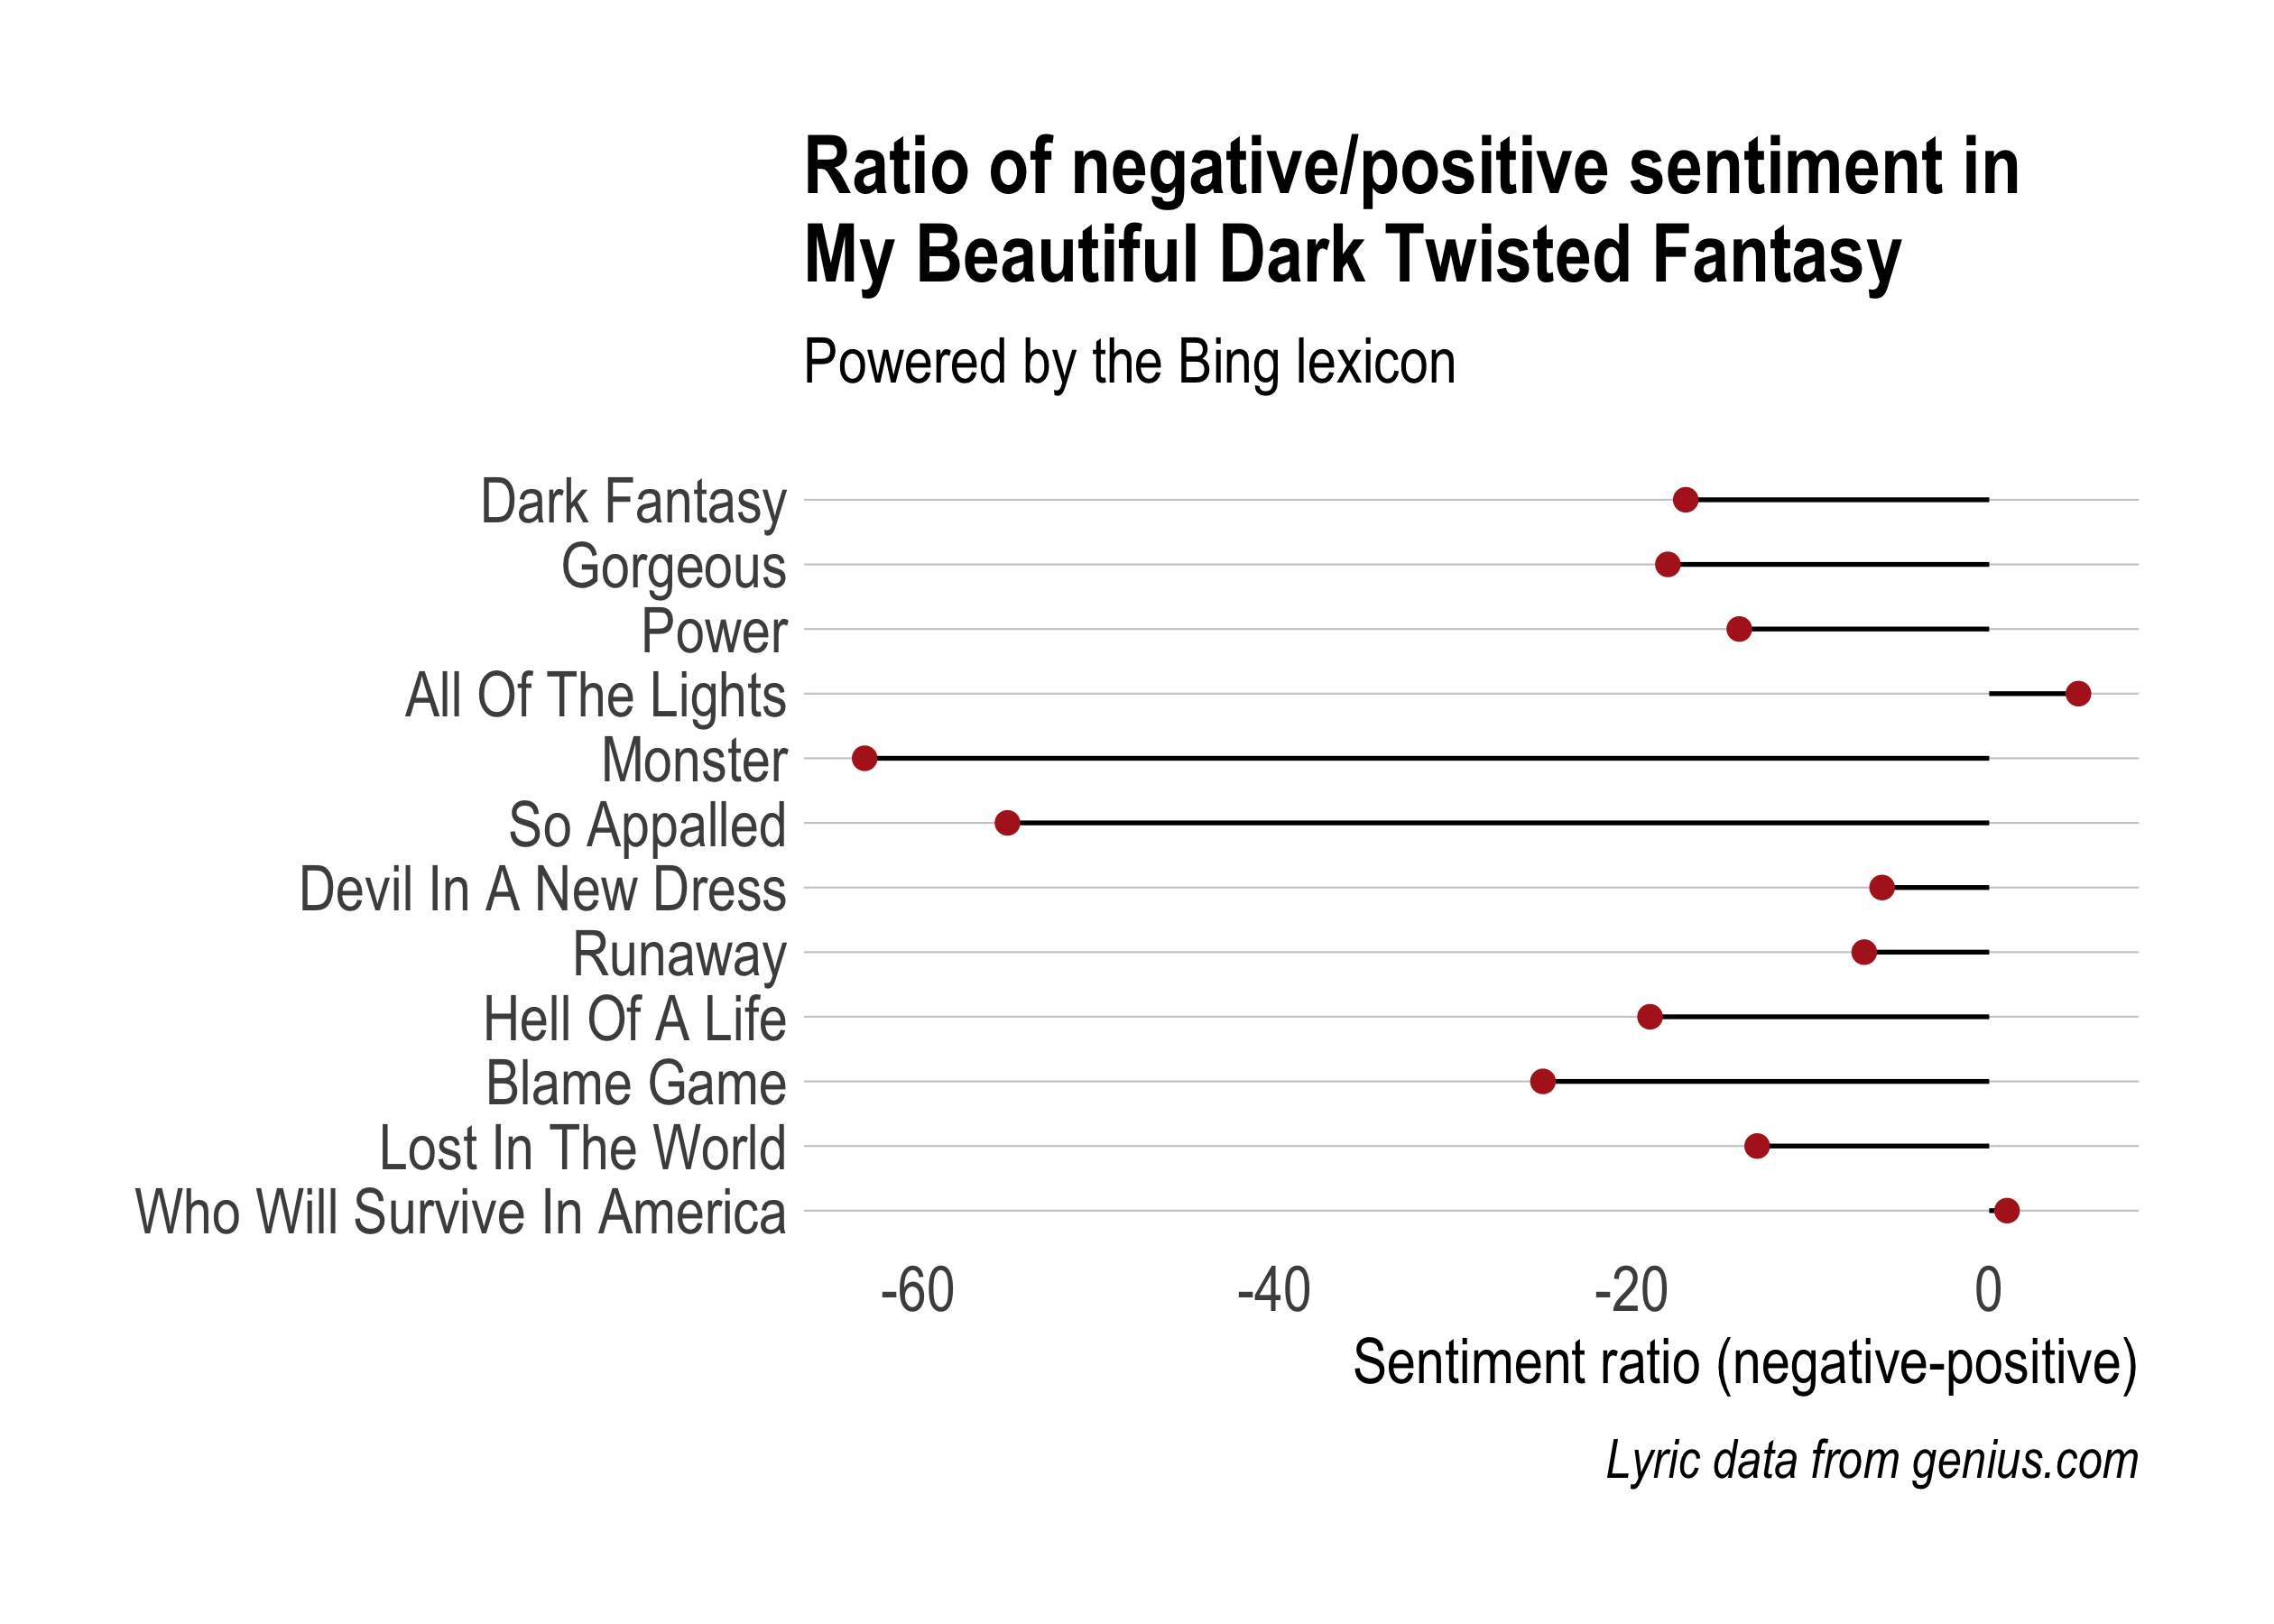 Ratio of negative/positive sentiment in
My Beautiful Dark Twisted Fantasy
Powered by the Bing lexicon
Dark Fantasy
Gorgeous
Power
All Of The Lights
Monster
So Appalled
Devil In A New Dress
Runaway
Hell Of A Life
Blame Game
Lost In The World
Who Will Survive In America
-60 -40 -20 0
Sentiment ratio (negative-positive)
Lyric data from genius.com